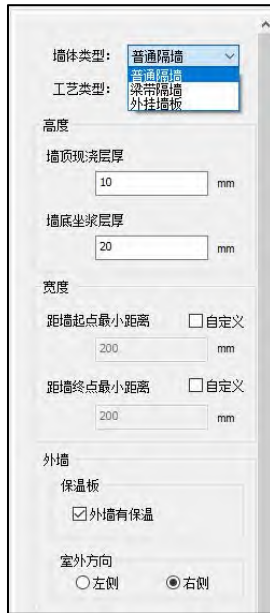 墙体类型： 普通隔墙
普通隔墙
工艺类型： 梁带隔墙
外挂墙板
高度
墙顶现浇层厚
10 mm
墙底坐浆层厚
20 mm
宽度
距墙起点最小距离 自定义
200 mm
距墙终点最小距离 自定义
200 mm
外墙
保温板
外墙有保温
室外方向
左侧 右侧